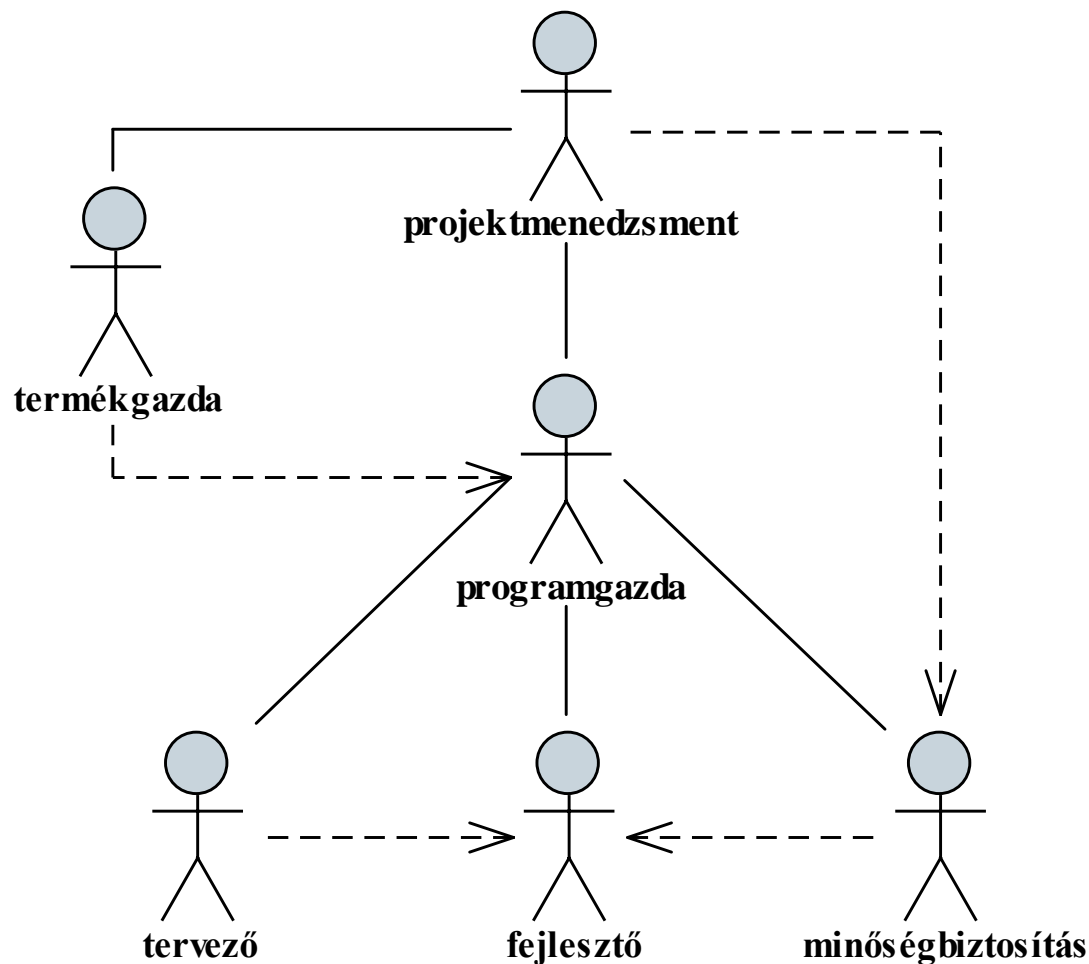 projektmenedzsment
termékgazda
programgazda
tervező
fejlesztő
minőségbiztosítás